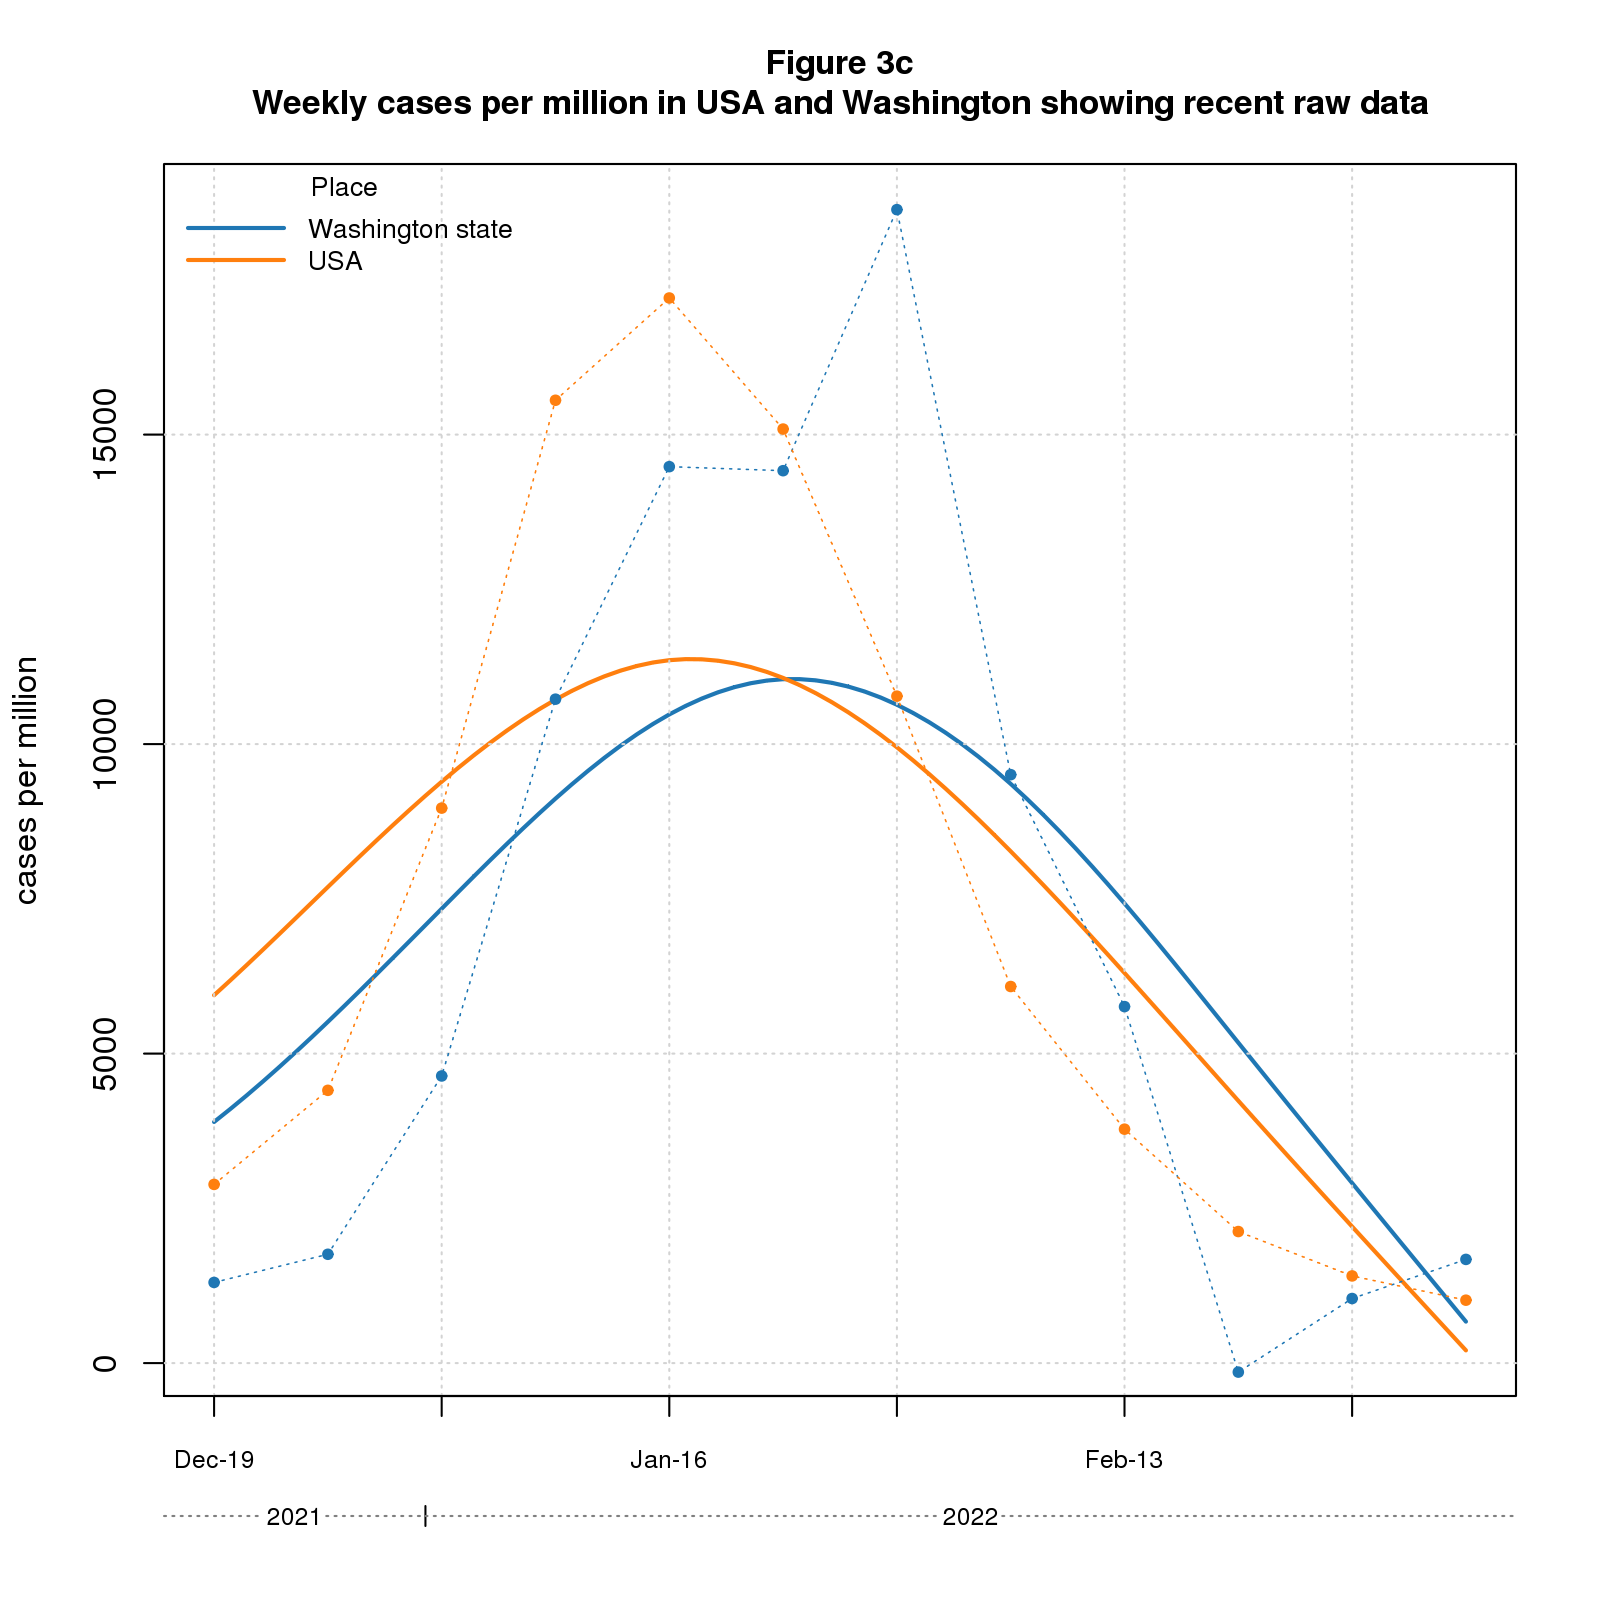 Figure 3c
Weekly cases per million in USA and Washington showing recent raw data
Place
Washington state
USA
cases per million
15000
10000
5000
0
Dec-19 Jan-16 Feb-13
2021 2022